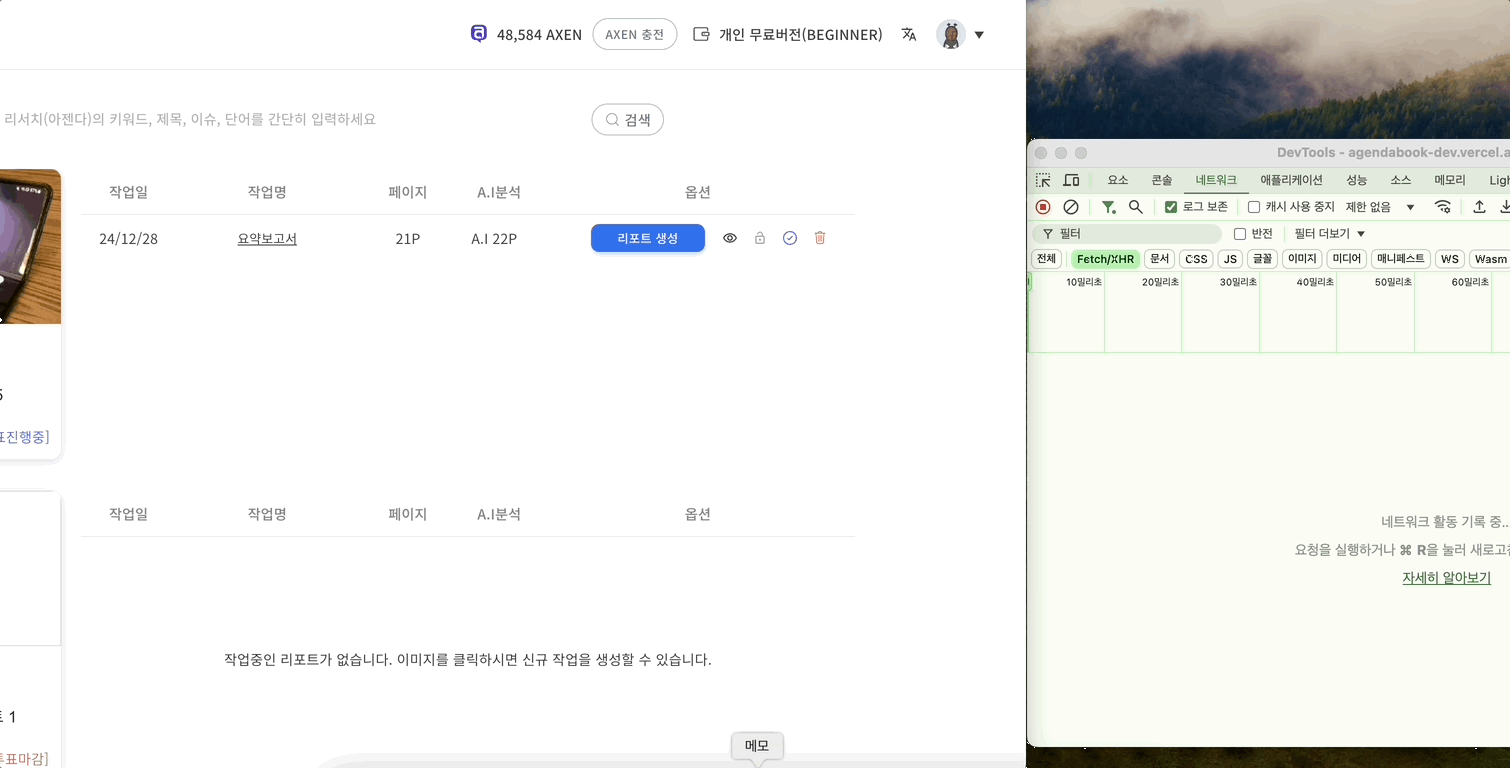 48,584 AXEN AXEN 충전 개인 무료버전(BEGINNER)
리서치(아젠다)의 키워드, 제목, 이슈, 단어를 간단히 입력하세요 검색
작업일 작업명 페이지 A.I분석 옵션
24/12/28 요약보고서 21P A.I 22P 리포트 생성
진행중]
작업일 작업명 페이지 A.I분석 옵션
작업중인 리포트가 없습니다. 이미지를 클릭하시면 신규 작업을 생성할 수 있습니다.
1
투표마감]
메모
DevTools - agendabook-dev.vercel.a
요소 콘솔 네트워크 애플리케이션 성능 소스 메모리 Ligh
로그 보존 캐시 사용 중지 제한 없음
필터 반전 필터 더보기
전체 Fetch/XHR 문서 CSS JS 글꼴 이미지 미디어 매니페스트 WS Wasm
10밀리초 20밀리초 30밀리초 40밀리초 50밀리초 60밀리초
네트워크 활동 기록 중...
요청을 실행하거나 ⌘ R을 눌러 새로고
자세히 알아보기